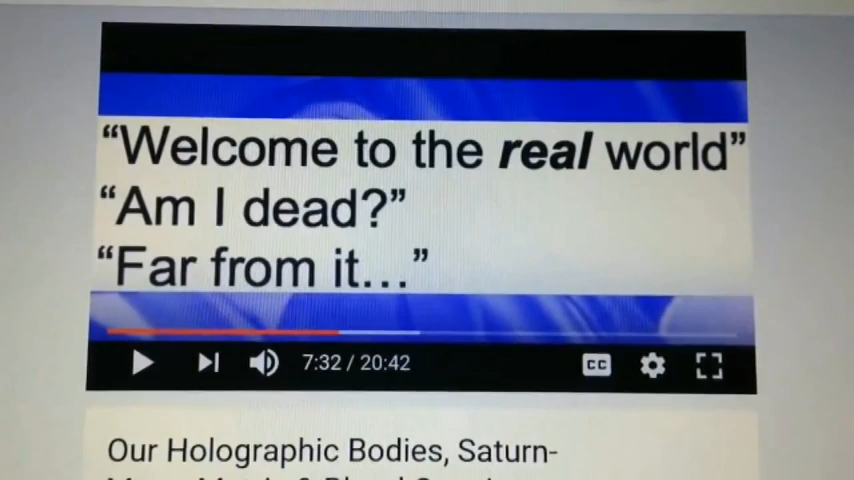 “Welcome to the real world”
“Am I dead?”
“Far from it...”
7:32 / 20:42
CC
Our Holographic Bodies, Saturn-